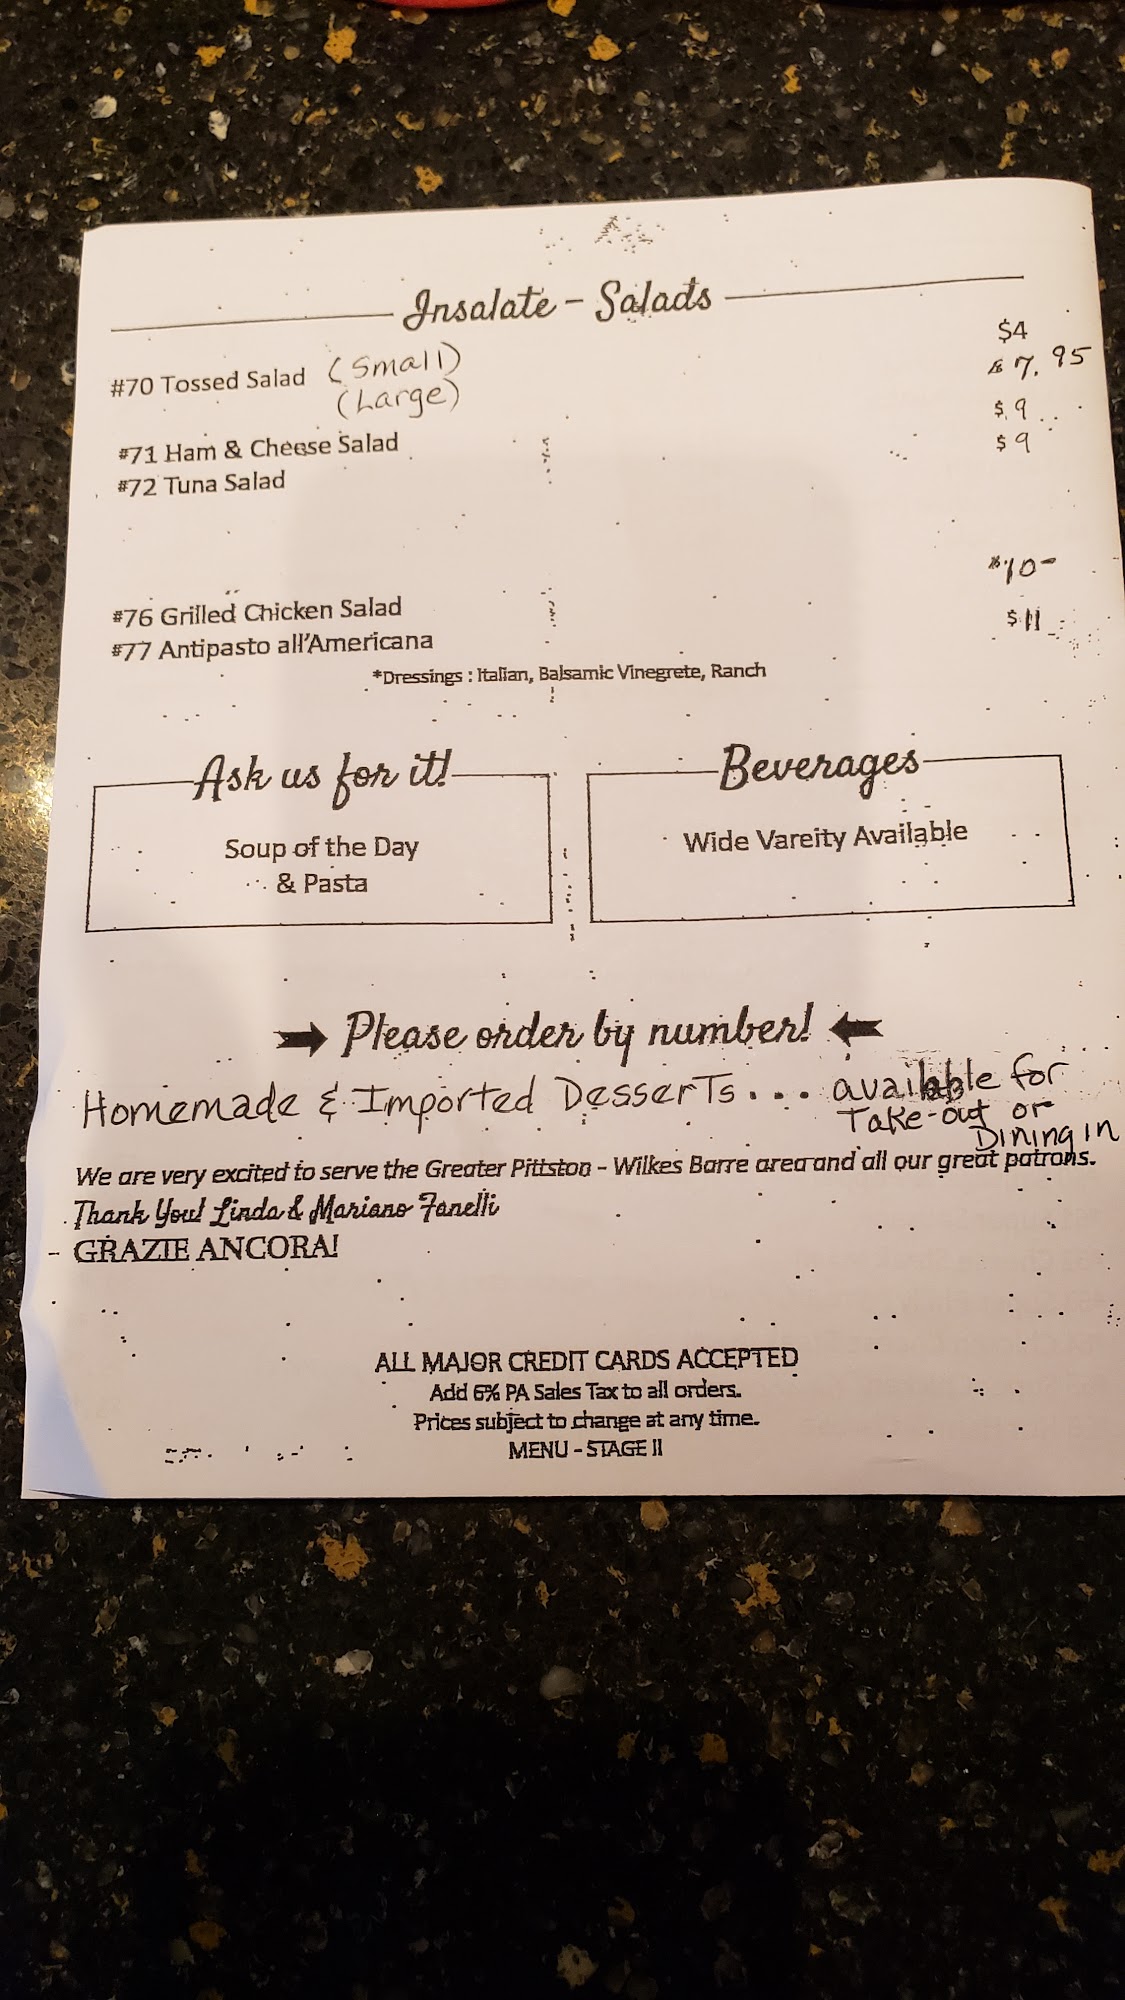 Insalate - Salads
#70 Tossed Salad (Small) $4
(Large) $7.95
#71 Ham & Cheese Salad $9
#72 Tuna Salad $9
#76 Grilled Chicken Salad $10-
#77 Antipasto all'Americana $11
*Dressings : Italian, Balsamic Vinegrete, Ranch
Ask us for it!
Soup of the Day
& Pasta
Beverages
Wide Vareity Available
Please order by number!
Homemade & Imported Desserts... available for
Take-out or
Dining in
We are very excited to serve the Greater Pittston - Wilkes Barre area and all our great patrons.
Thank You! Linda & Mariano Fanelli
- GRAZIE ANCORA!
ALL MAJOR CREDIT CARDS ACCEPTED
Add 6% PA Sales Tax to all orders.
Prices subject to change at any time.
MENU - STAGE II